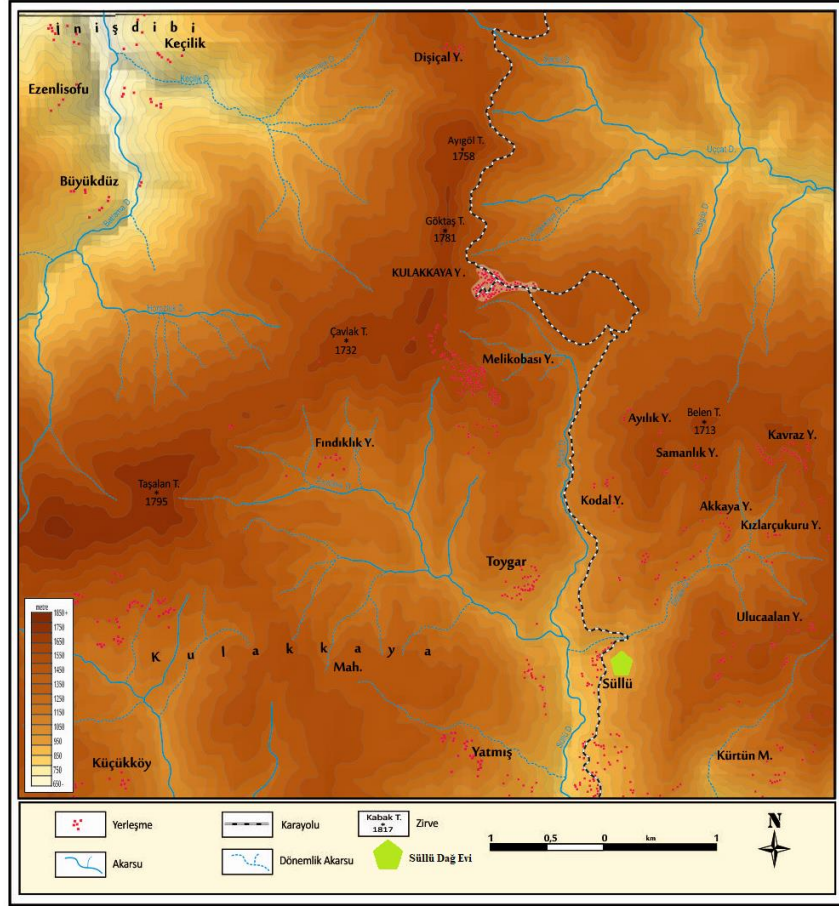 İnişdibi
Keçilik
Ezenlisofu
Dişiçal Y.
Keçilik D.
Ayıgöl T.
1758
Büyükdüz
Göktaş T.
1781
KULAKKAYA Y.
Çavlak T.
1732
Melikobası Y.
Ayılık Y.
Belen T.
1713
Kavraz Y.
Fındıklık Y.
Samanlık Y.
Taşalan T.
1795
Kodal Y.
Akkaya Y.
Kızlarçukuru Y.
Toygar
Ulucaalan Y.
Kulakkaya
Mah.
Süllü
Yatmış
Kürtün M.
Küçükköy
metre
1850 +
1750
1650
1550
1450
1350
1250
1150
1050
950
850
750
650 -
Yerleşme
Karayolu
Kabak T.
1817
Zirve
1 0,5 0 km 1
N
Akarsu
Dönemlik Akarsu
Süllü Dağ Evi